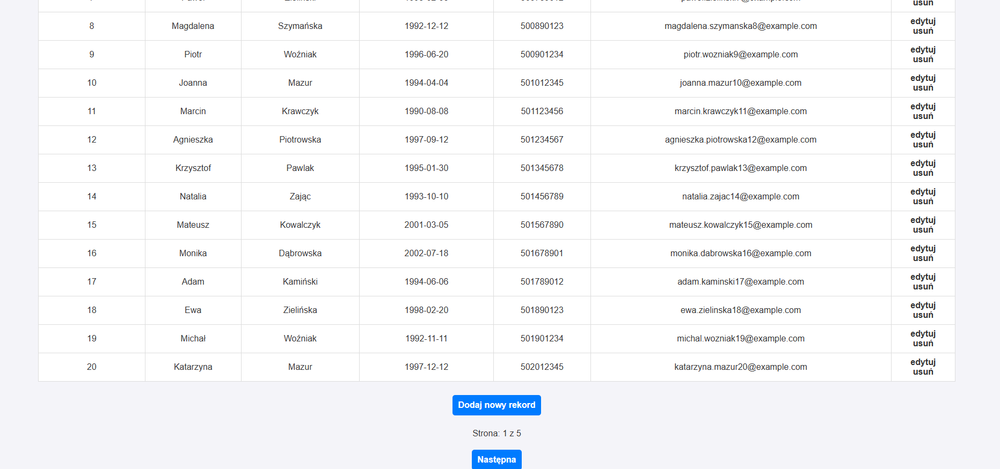 usuń
8 Magdalena Szymańska 1992-12-12 500890123 magdalena.szymanska8@example.com edytuj
usuń
9 Piotr Woźniak 1996-06-20 500901234 piotr.wozniak9@example.com edytuj
usuń
10 Joanna Mazur 1994-04-04 501012345 joanna.mazur10@example.com edytuj
usuń
11 Marcin Krawczyk 1990-08-08 501123456 marcin.krawczyk11@example.com edytuj
usuń
12 Agnieszka Piotrowska 1997-09-12 501234567 agnieszka.piotrowska12@example.com edytuj
usuń
13 Krzysztof Pawlak 1995-01-30 501345678 krzysztof.pawlak13@example.com edytuj
usuń
14 Natalia Zając 1993-10-10 501456789 natalia.zajac14@example.com edytuj
usuń
15 Mateusz Kowalczyk 2001-03-05 501567890 mateusz.kowalczyk15@example.com edytuj
usuń
16 Monika Dąbrowska 2002-07-18 501678901 monika.dabrowska16@example.com edytuj
usuń
17 Adam Kamiński 1994-06-06 501789012 adam.kaminski17@example.com edytuj
usuń
18 Ewa Zielińska 1998-02-20 501890123 ewa.zielinska18@example.com edytuj
usuń
19 Michał Woźniak 1992-11-11 501901234 michal.wozniak19@example.com edytuj
usuń
20 Katarzyna Mazur 1997-12-12 502012345 katarzyna.mazur20@example.com edytuj
usuń
Dodaj nowy rekord
Strona: 1 z 5
Następna